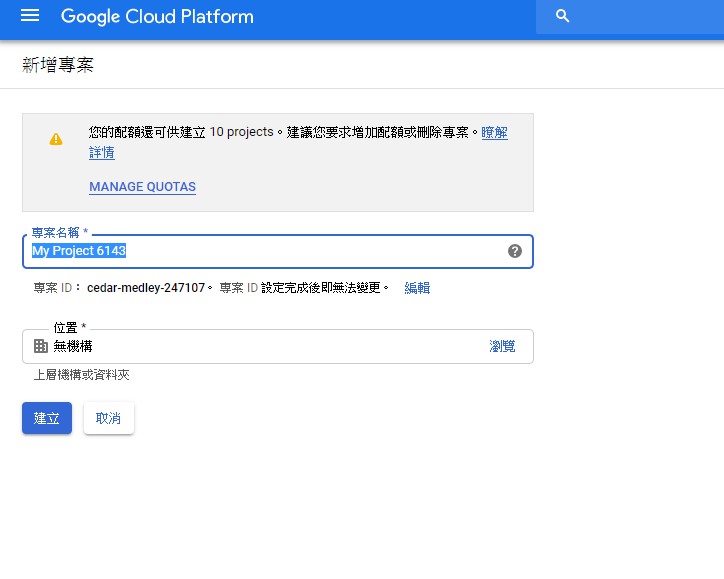 Google Cloud Platform
新增專案
您的配額還可供建立 10 projects。建議您要求增加配額或刪除專案。瞭解
詳情
MANAGE QUOTAS
專案名稱 *
My Project 6143
專案 ID： cedar-medley-247107。 專案 ID 設定完成後即無法變更。 編輯
位置 *
無機構 瀏覽
上層機構或資料夾
建立 取消